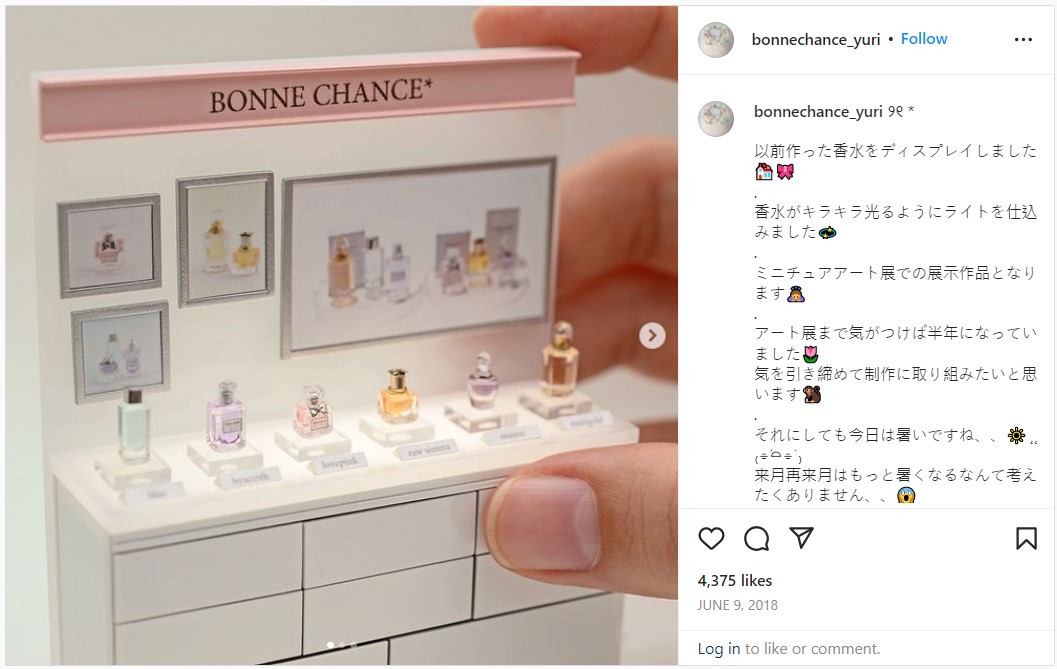 BONNE CHANCE*
lilac
hyacinth
lovepink
raw sienna
mauve
marigold
bonnechance_yuri • Follow
bonnechance_yuri ୨୧ *
以前作った香水をディスプレイしました
🏠🎀
.
香水がキラキラ光るようにライトを仕込
みました💫
.
ミニチュアアート展での展示作品となり
ます👼
.
アート展まで気がつけば半年になってい
ました🌷
気を引き締めて制作に取り組みたいと思
います🐒
.
それにしても今日は暑いですね、、🔅
来月再来月はもっと暑くなるなんて考え
たくありません、、😱
4,375 likes
JUNE 9, 2018
Log in to like or comment.